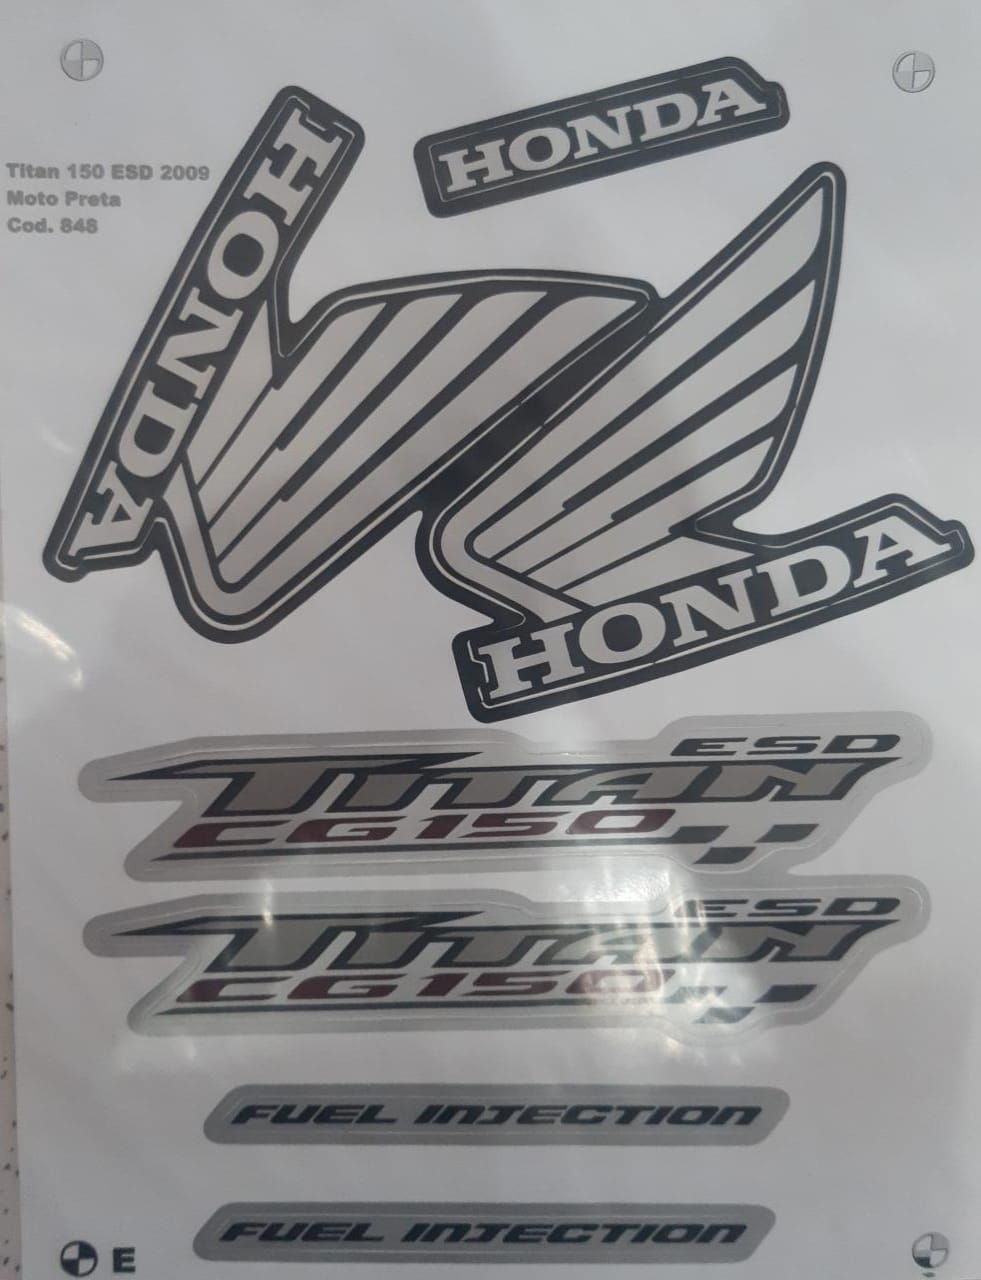 HONDA
Titan 150 ESD 2009
Moto Preta
Cod. 848
HONDA
HONDA
ESD
TITAN
CG150
ESD
TITAN
CG150
FUEL INJECTION
FUEL INJECTION
E